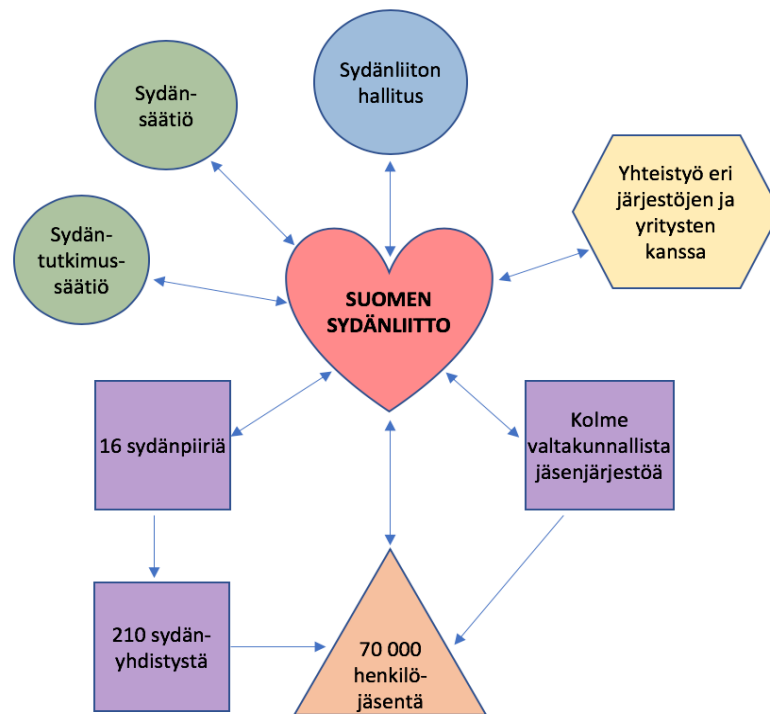 Sydänliiton
hallitus
Sydän-
säätiö
Yhteistyö eri
järjestöjen ja
yritysten
kanssa
Sydän-
tutkimus-
säätiö
SUOMEN
SYDÄNLIITTO
16 sydänpiiriä
Kolme
valtakunnallista
jäsenjärjestöä
210 sydän-
yhdistystä
70 000
henkilö-
jäsentä